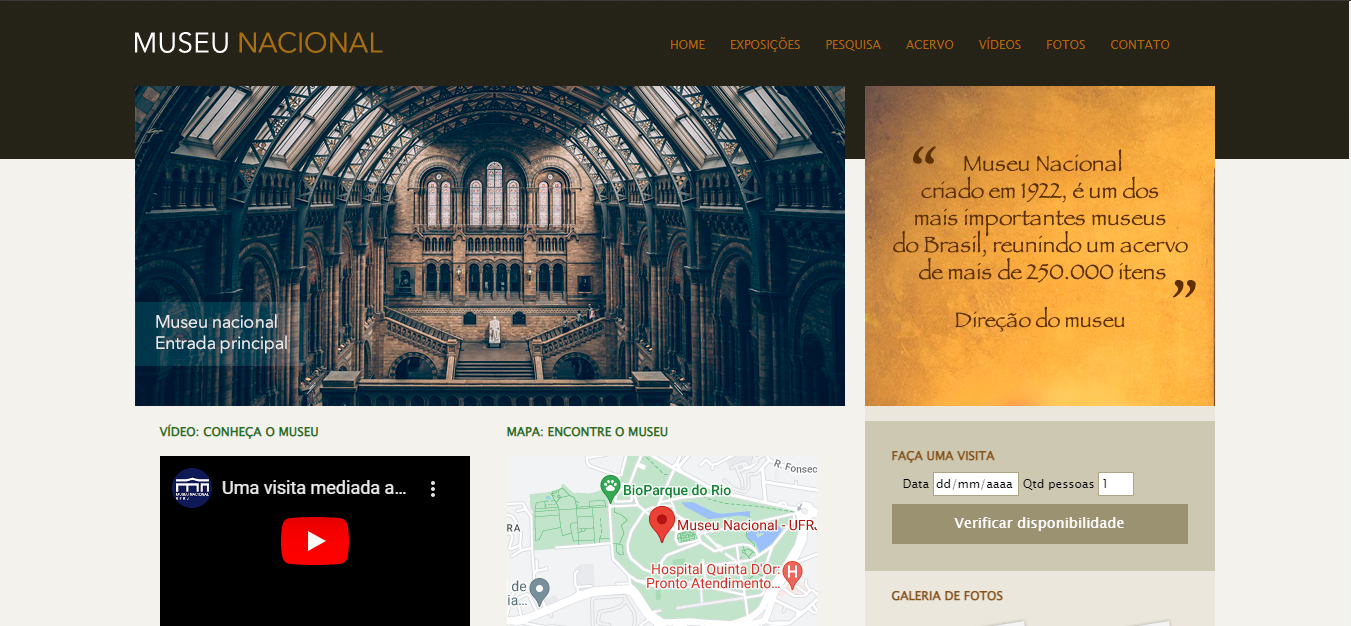 MUSEU NACIONAL
HOME EXPOSIÇÕES PESQUISA ACERVO VÍDEOS FOTOS CONTATO
Museu nacional
Entrada principal
“ Museu Nacional
criado em 1922, é um dos
mais importantes museus
do Brasil, reunindo um acervo
de mais de 250.000 itens ”
Direção do museu
VÍDEO: CONHEÇA O MUSEU
MUSEU NACIONAL
UFRJ
Uma visita mediada a...
MAPA: ENCONTRE O MUSEU
R. Fonsec
BioParque do Rio
RA
Museu Nacional - UFR
Hospital Quinta D'Or:
Pronto Atendimento...
H
de
ia...
FAÇA UMA VISITA
Data dd/mm/aaaa Qtd pessoas 1
Verificar disponibilidade
GALERIA DE FOTOS